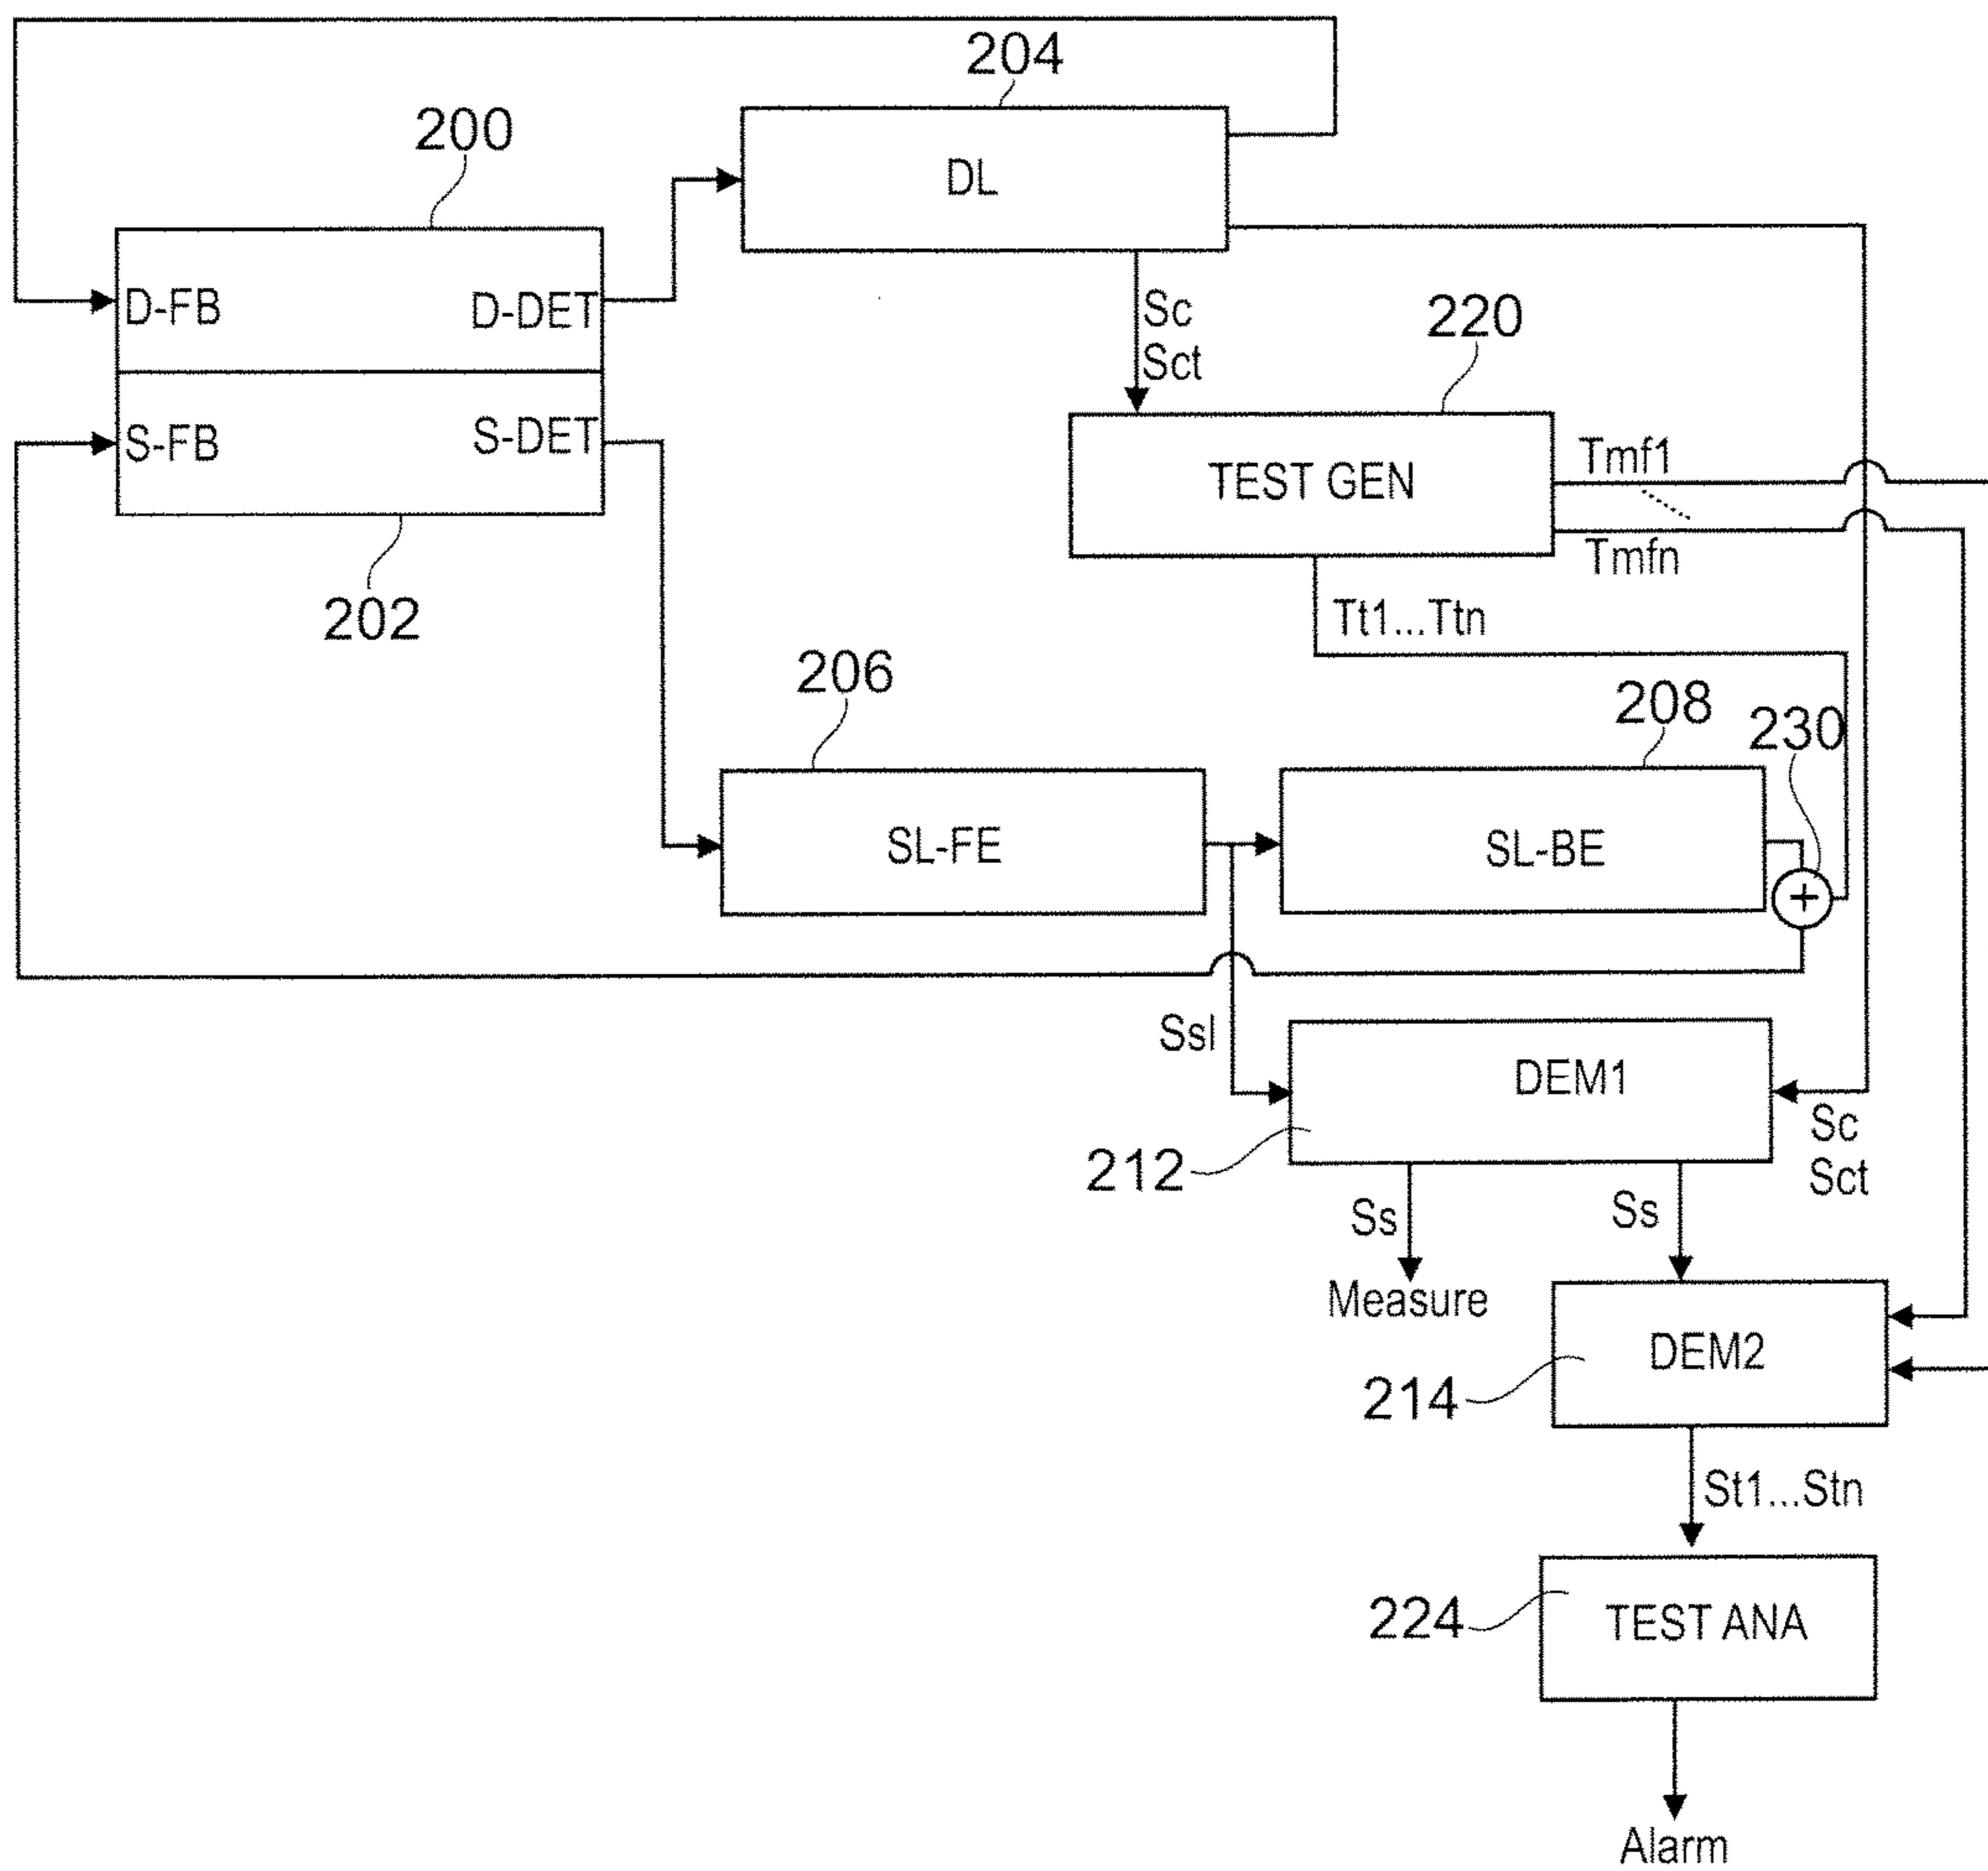 204
200
DL
D-FB
D-DET
Sc
Sct
220
S-FB
S-DET
TEST GEN
Tmf1
Tmfn
202
Tt1...Ttn
206
208
230
SL-FE
SL-BE
+
Ssl
DEM1
Sc
Sct
212
Ss
Ss
Measure
DEM2
214
St1...Stn
224
TEST ANA
Alarm